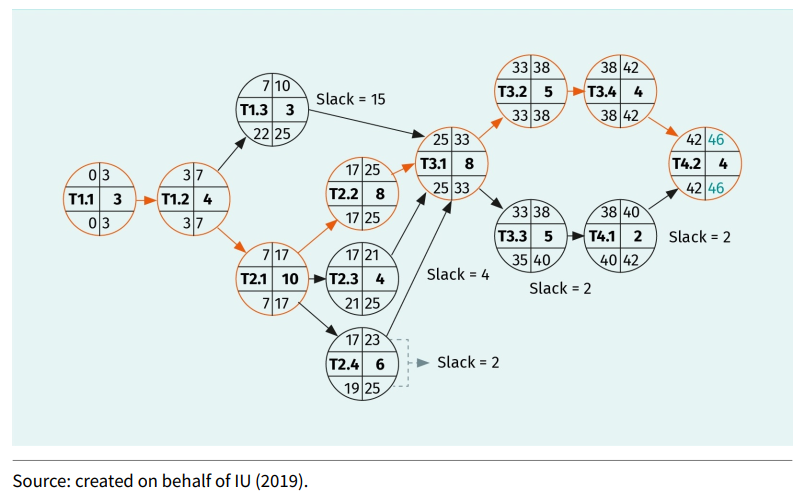 0 3
T1.1 3
0 3
3 7
T1.2 4
3 7
7 10
T1.3 3
22 25
Slack = 15
7 17
T2.1 10
7 17
17 25
T2.2 8
17 25
17 21
T2.3 4
21 25
Slack = 4
17 23
T2.4 6
19 25
Slack = 2
25 33
T3.1 8
25 33
33 38
T3.2 5
33 38
38 42
T3.4 4
38 42
33 38
T3.3 5
35 40
Slack = 2
38 40
T4.1 2
40 42
Slack = 2
42 46
T4.2 4
42 46
Source: created on behalf of IU (2019).